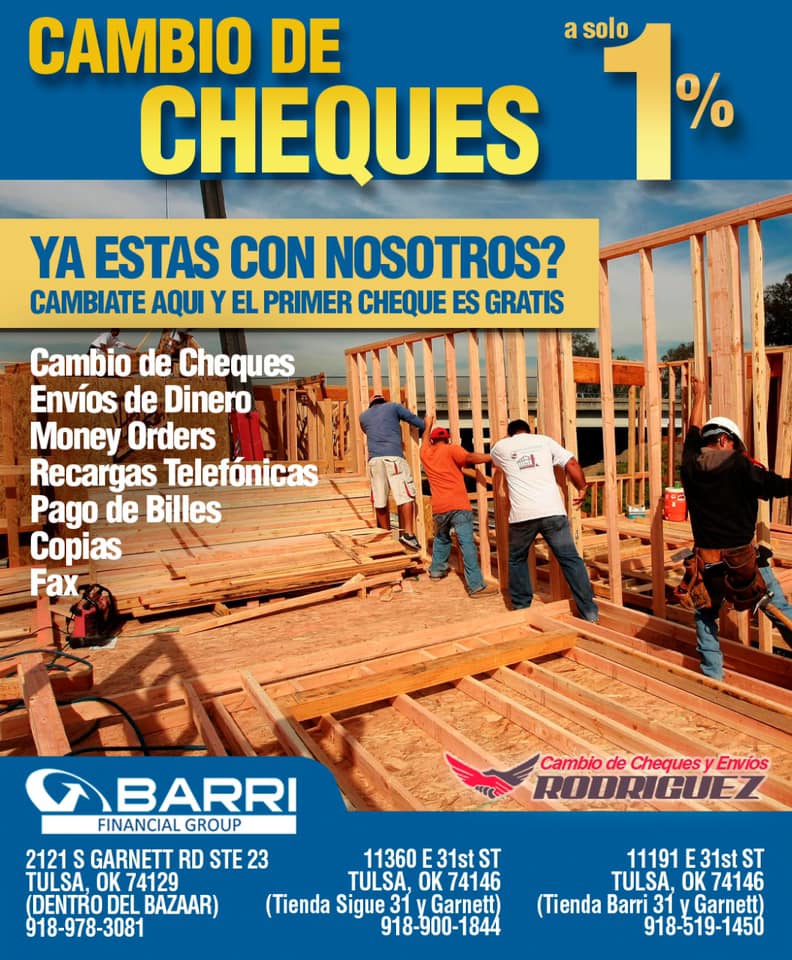 CAMBIO DE
CHEQUES
a solo
1%
YA ESTAS CON NOSOTROS?
CAMBIATE AQUI Y EL PRIMER CHEQUE ES GRATIS
Cambio de Cheques
Envíos de Dinero
Money Orders
Recargas Telefónicas
Pago de Billes
Copias
Fax
BARRI
FINANCIAL GROUP
Cambio de Cheques y Envíos
RODRIGUEZ
2121 S GARNETT RD STE 23
TULSA, OK 74129
(DENTRO DEL BAZAAR)
918-978-3081
11360 E 31st ST
TULSA, OK 74146
(Tienda Sigue 31 y Garnett)
918-900-1844
11191 E 31st ST
TULSA, OK 74146
(Tienda Barri 31 y Garnett)
918-519-1450